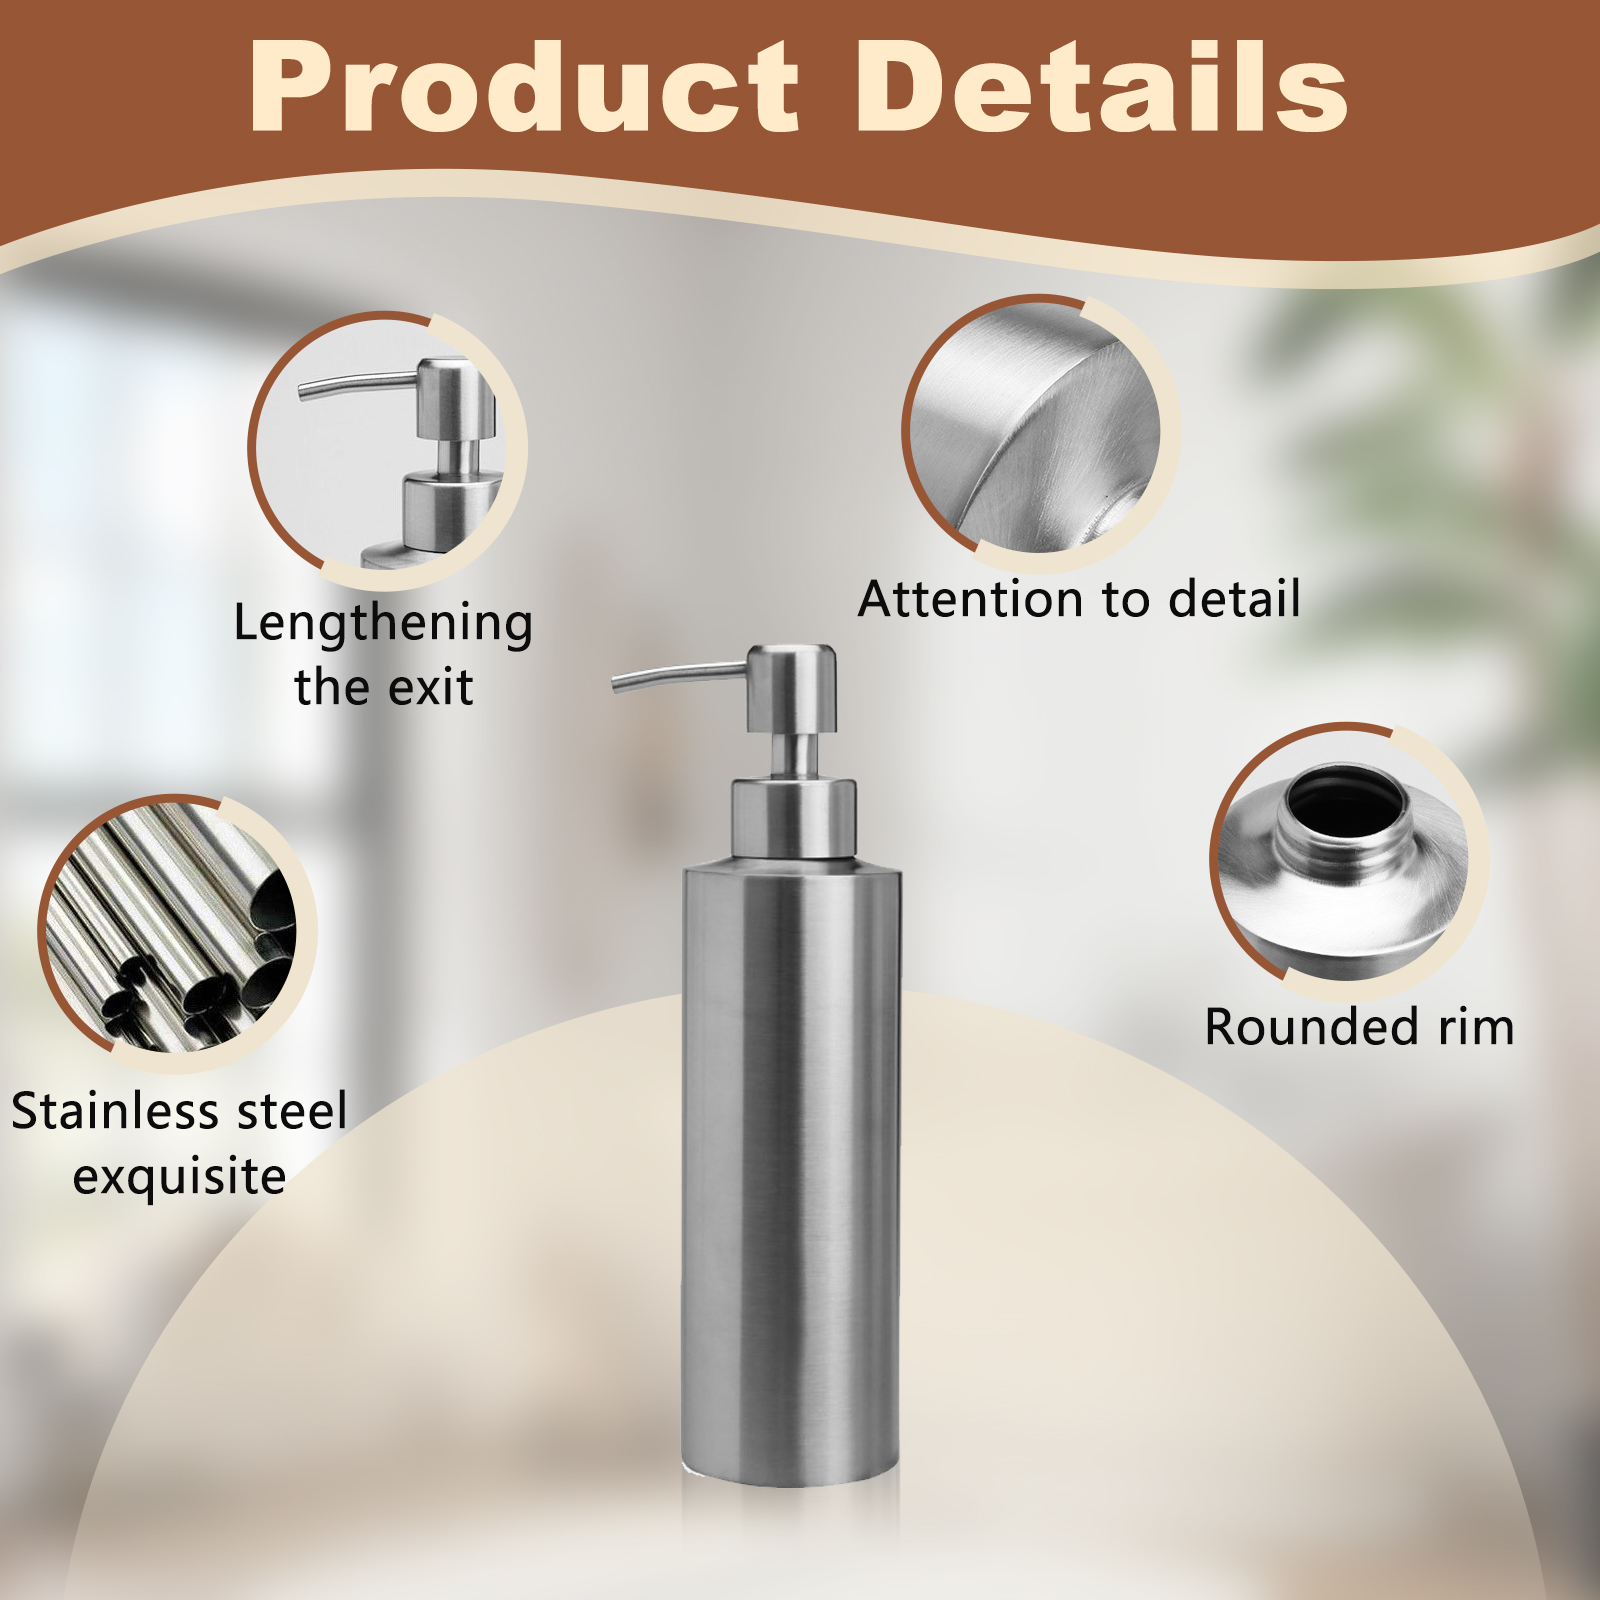 Product Details
Lengthening
the exit
Attention to detail
Rounded rim
Stainless steel
exquisite